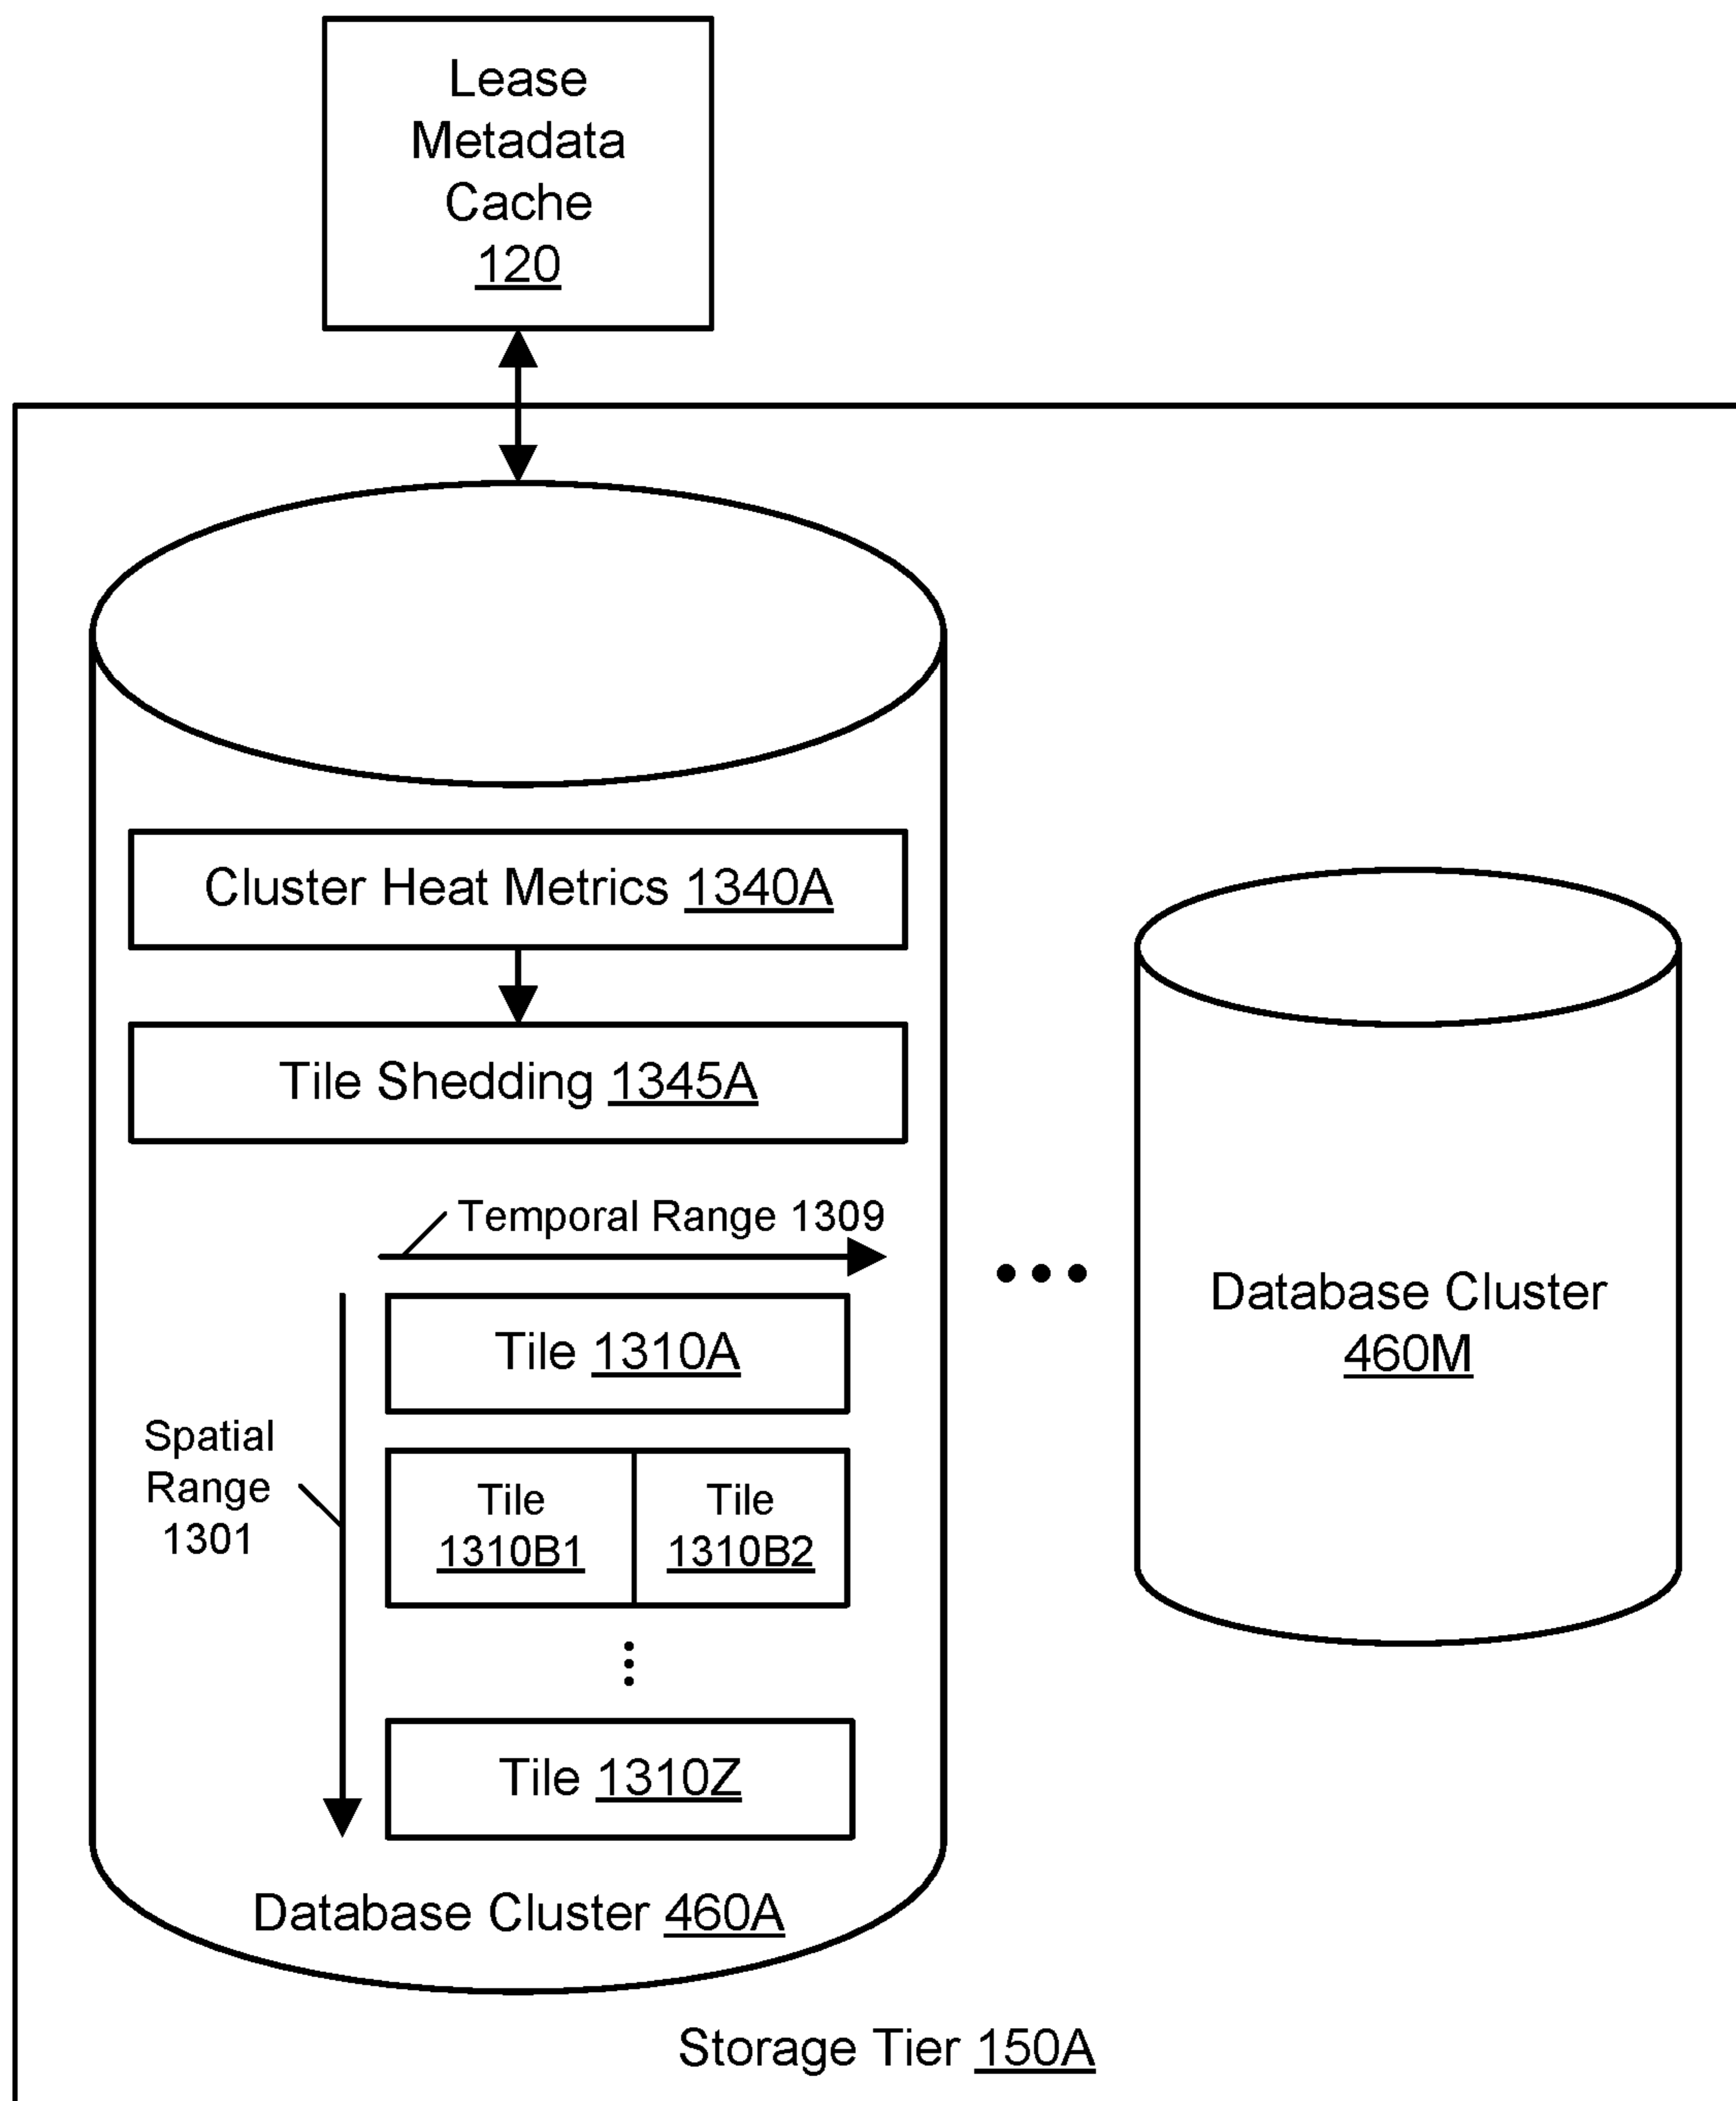 Lease
Metadata
Cache
120
Cluster Heat Metrics 1340A
Tile Shedding 1345A
Temporal Range 1309
Tile 1310A
Spatial
Range
1301
Tile
1310B1
Tile
1310B2
Tile 1310Z
Database Cluster 460A
Database Cluster
460M
Storage Tier 150A